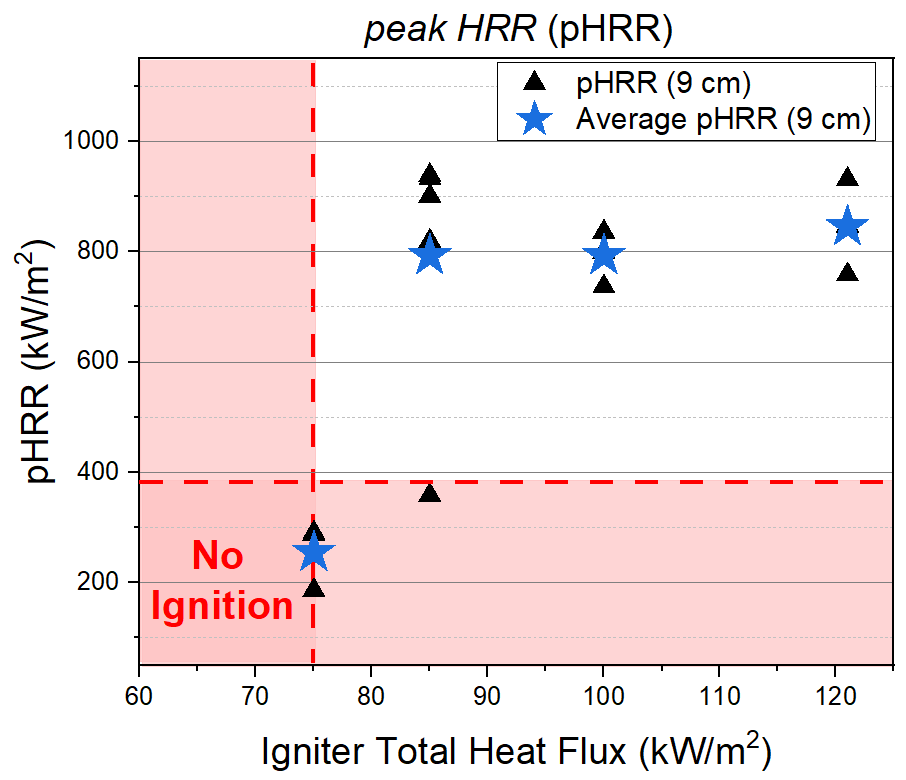 peak HRR (pHRR)
pHRR (9 cm)
Average pHRR (9 cm)
1000
800
600
400
200
pHRR (kW/m²)
No
Ignition
60 70 80 90 100 110 120
Igniter Total Heat Flux (kW/m²)